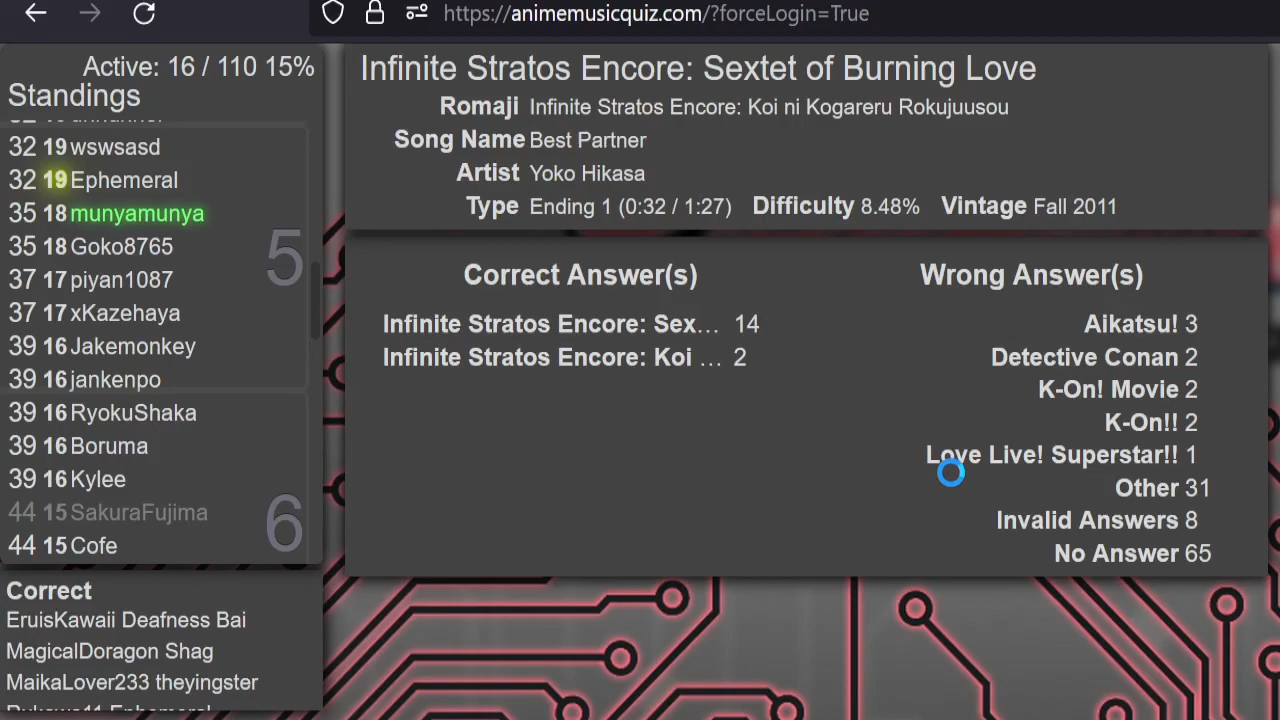 https://animemusicquiz.com/?forceLogin=True
Active: 16 / 110 15%
Standings
32 19 wswsasd
32 19 Ephemeral
35 18 munyamunya
35 18 Goko8765
37 17 piyan1087
37 17 xKazehaya
39 16 Jakemonkey
39 16 jankenpo
5
39 16 RyokuShaka
39 16 Boruma
39 16 Kylee
44 15 SakuraFujima
44 15 Cofe
6
Correct
EruisKawaii Deafness Bai
MagicalDoragon Shag
MaikaLover233 theyingster
Infinite Stratos Encore: Sextet of Burning Love
Romaji Infinite Stratos Encore: Koi ni Kogareru Rokujuusou
Song Name Best Partner
Artist Yoko Hikasa
Type Ending 1 (0:32 / 1:27) Difficulty 8.48% Vintage Fall 2011
Correct Answer(s)
Infinite Stratos Encore: Sex... 14
Infinite Stratos Encore: Koi ... 2
Wrong Answer(s)
Aikatsu! 3
Detective Conan 2
K-On! Movie 2
K-On!! 2
Love Live! Superstar!! 1
Other 31
Invalid Answers 8
No Answer 65